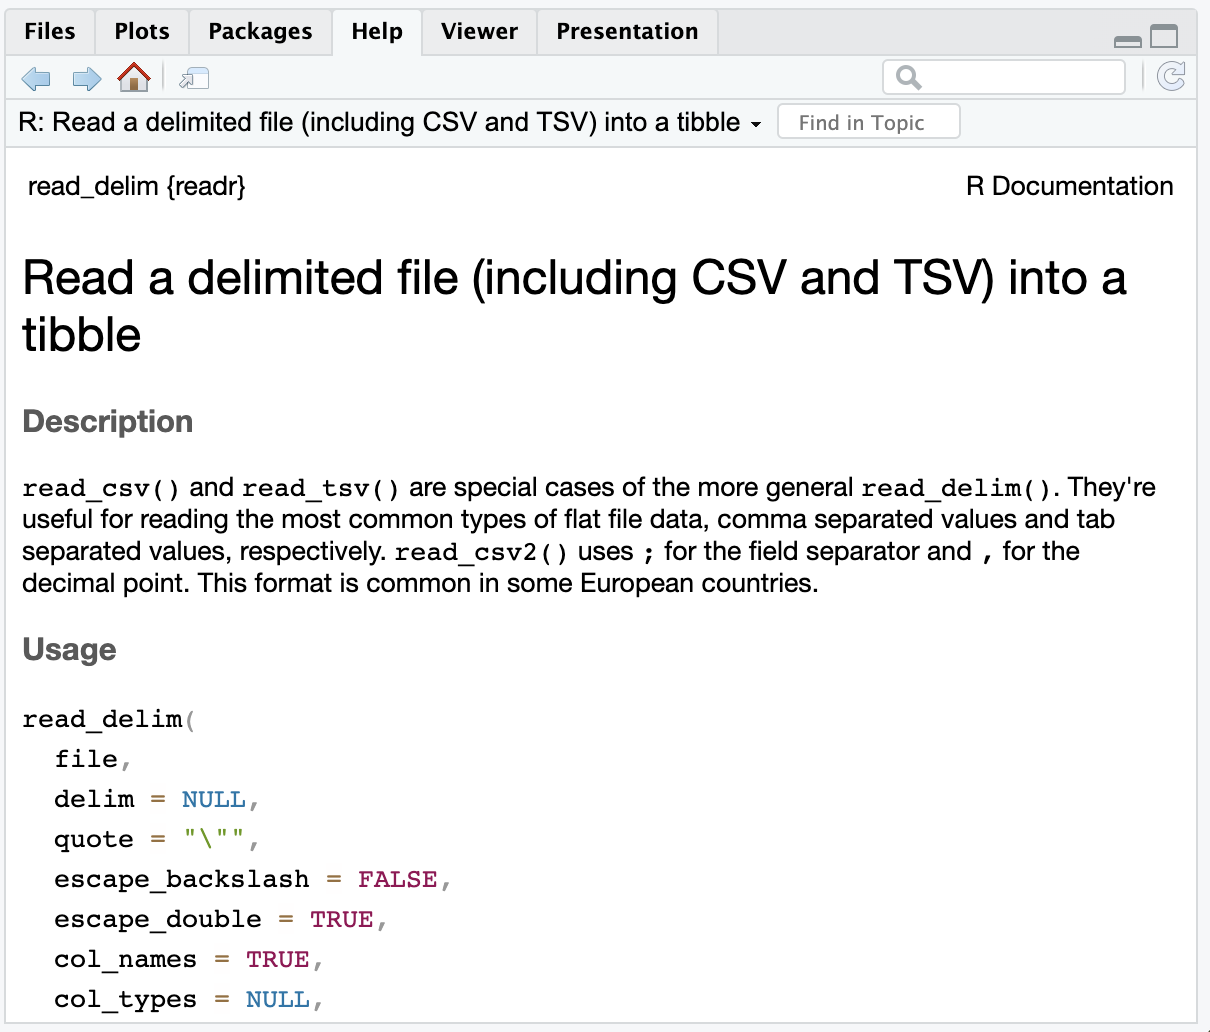 Files Plots Packages Help Viewer Presentation
R: Read a delimited file (including CSV and TSV) into a tibble Find in Topic
read_delim {readr} R Documentation
Read a delimited file (including CSV and TSV) into a
tibble
Description
read_csv() and read_tsv() are special cases of the more general read_delim(). They're
useful for reading the most common types of flat file data, comma separated values and tab
separated values, respectively. read_csv2() uses ; for the field separator and , for the
decimal point. This format is common in some European countries.
Usage
read_delim(
  file,
  delim = NULL,
  quote = "\"",
  escape_backslash = FALSE,
  escape_double = TRUE,
  col_names = TRUE,
  col_types = NULL,